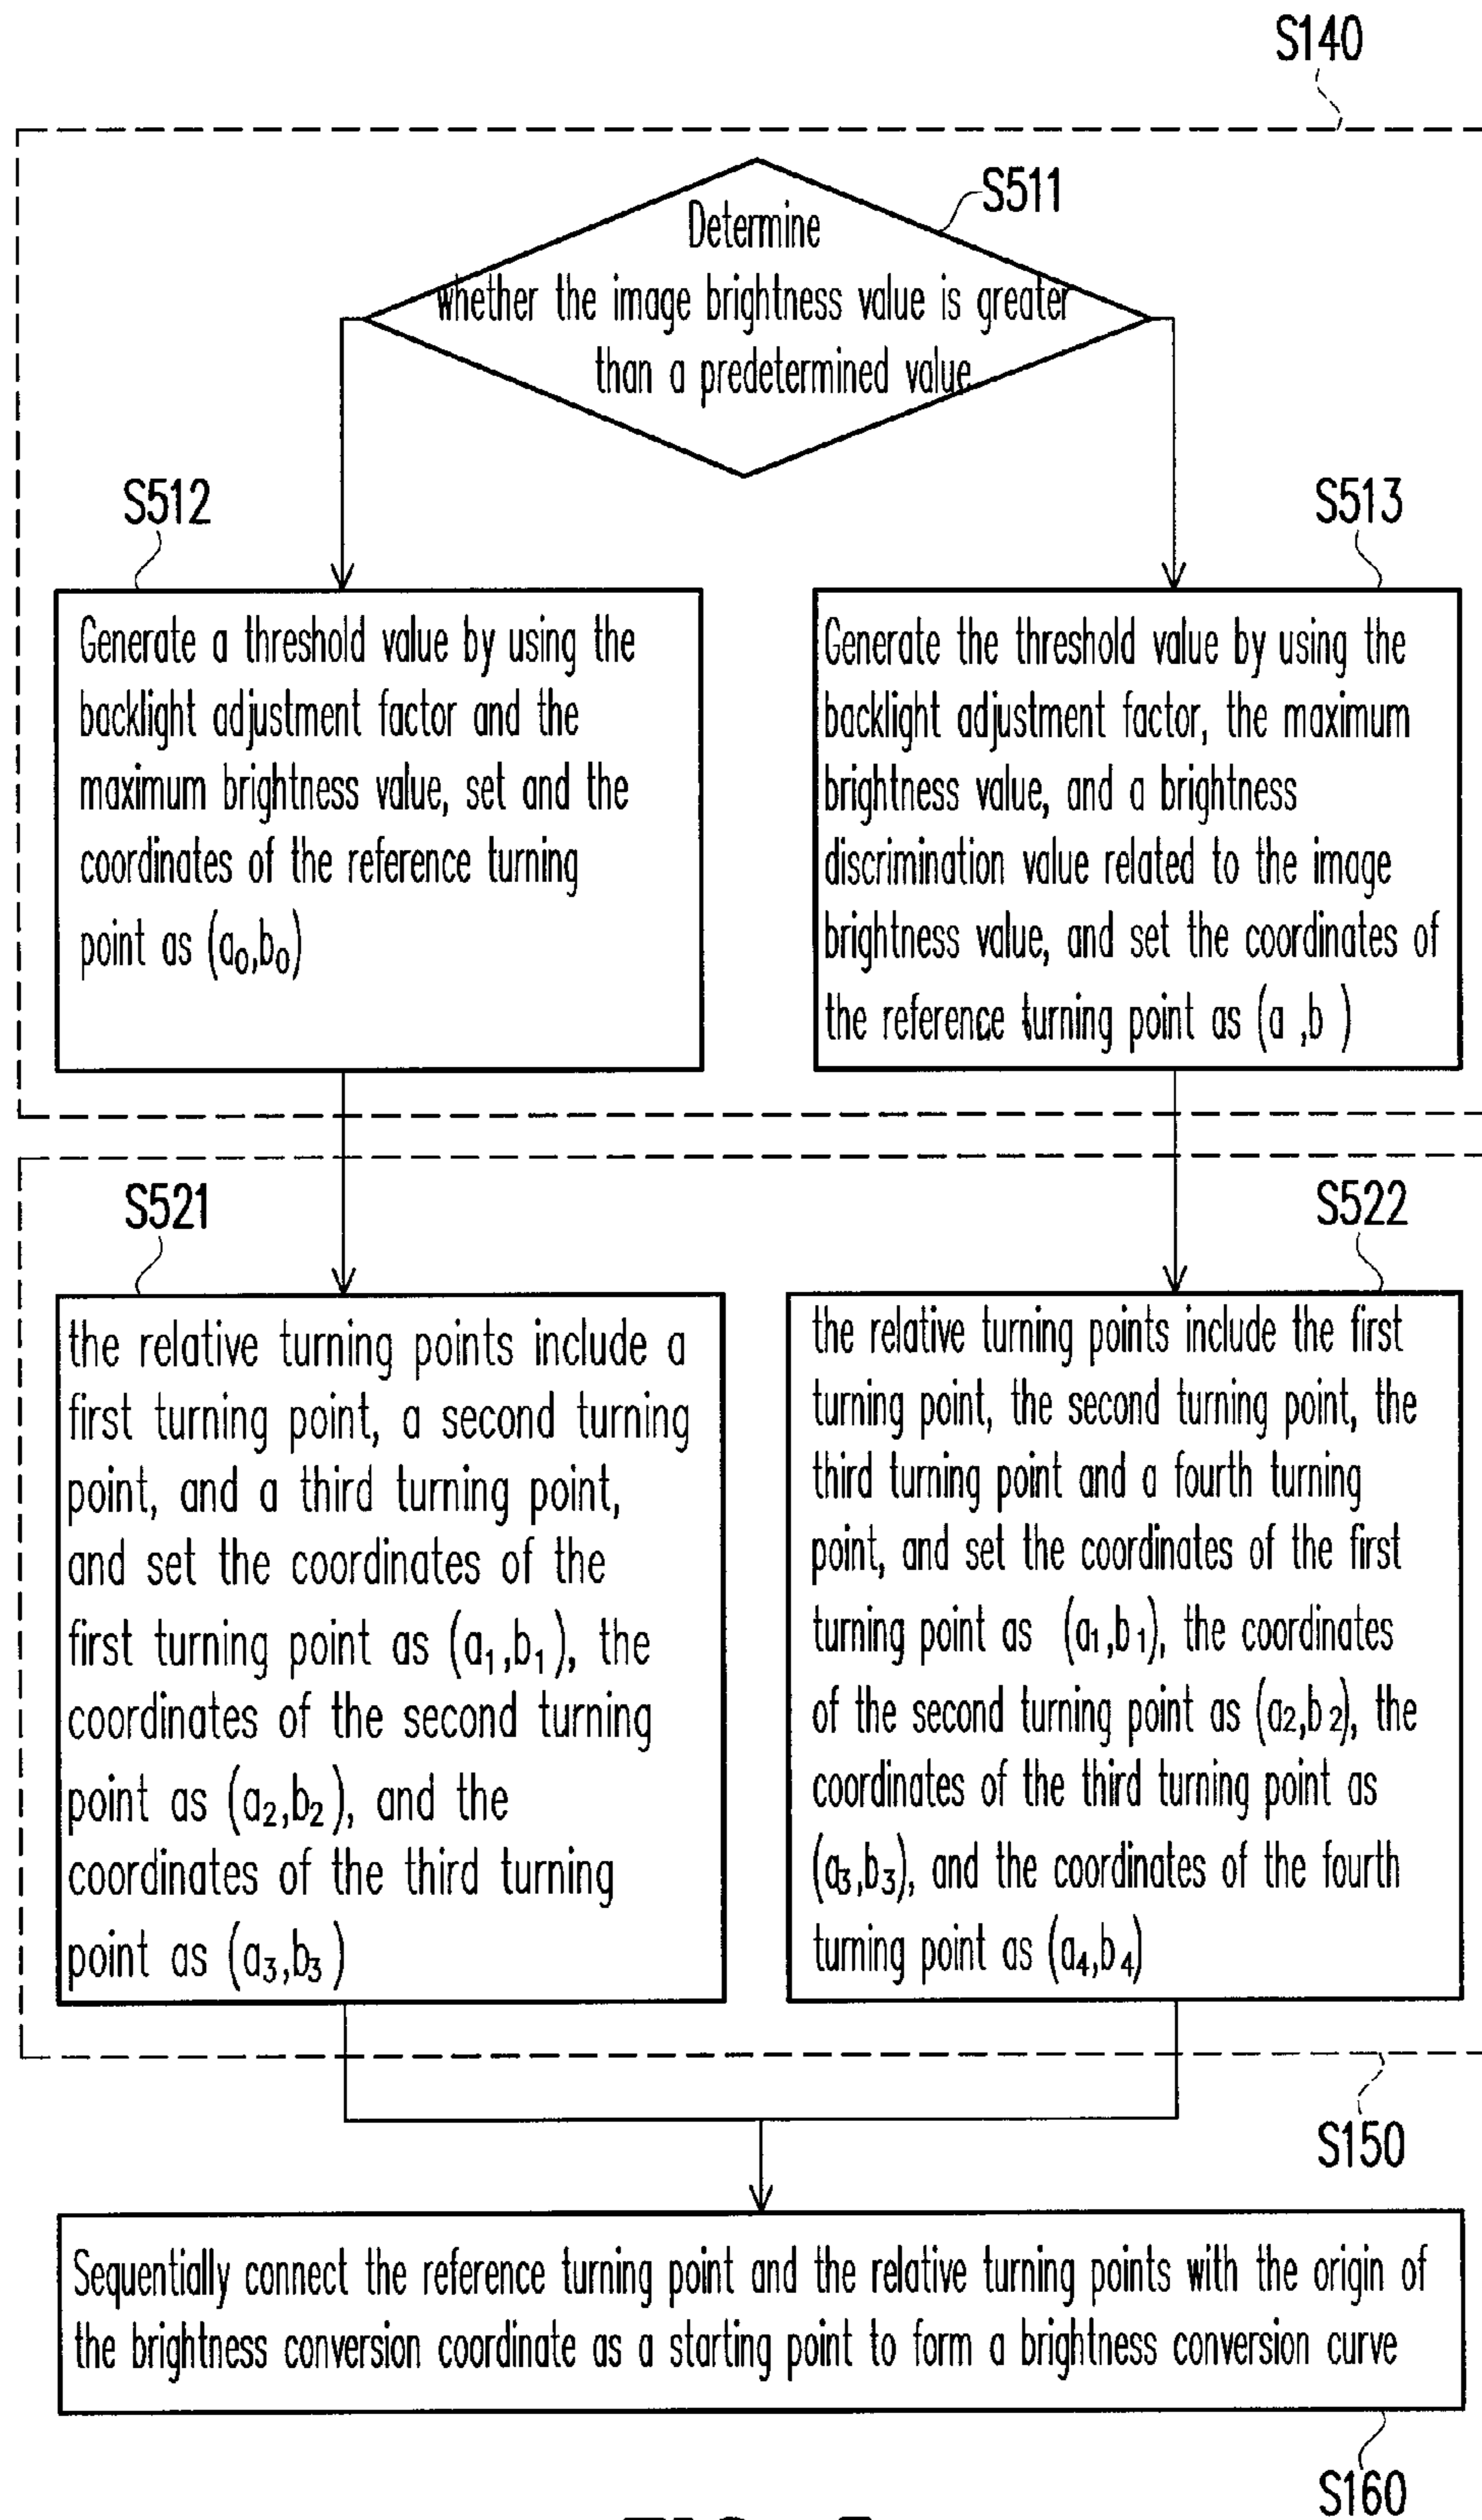 S140
S511
Determine
whether the image brightness value is greater
than a predetermined value
S512
Generate a threshold value by using the
backlight adjustment factor and the
maximum brightness value, set and the
coordinates of the reference turning
point as (a₀,b₀)
S513
Generate the threshold value by using the
backlight adjustment factor, the maximum
brightness value, and a brightness
discrimination value related to the image
brightness value, and set the coordinates of
the reference turning point as (a ,b )
S521
the relative turning points include a
first turning point, a second turning
point, and a third turning point,
and set the coordinates of the
first turning point as (a₁,b₁), the
coordinates of the second turning
point as (a₂,b₂), and the
coordinates of the third turning
point as (a₃,b₃)
S522
the relative turning points include the first
turning point, the second turning point, the
third turning point and a fourth turning
point, and set the coordinates of the first
turning point as (a₁,b₁), the coordinates
of the second turning point as (a₂,b₂), the
coordinates of the third turning point as
(a₃,b₃), and the coordinates of the fourth
turning point as (a₄,b₄)
S150
Sequentially connect the reference turning point and the relative turning points with the origin of
the brightness conversion coordinate as a starting point to form a brightness conversion curve
S160